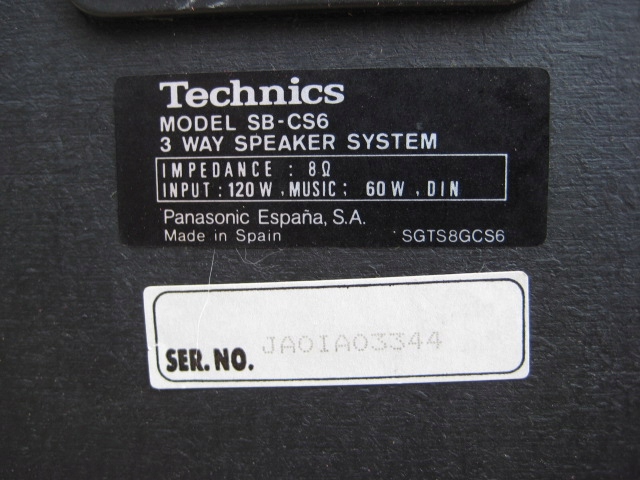 Technics
MODEL SB-CS6
3 WAY SPEAKER SYSTEM
IMPEDANCE : 8Ω
INPUT : 120 W , MUSIC ; 60 W , DIN
Panasonic España, S.A.
Made in Spain SGTS8GCS6
SER. NO. JA0IA03344